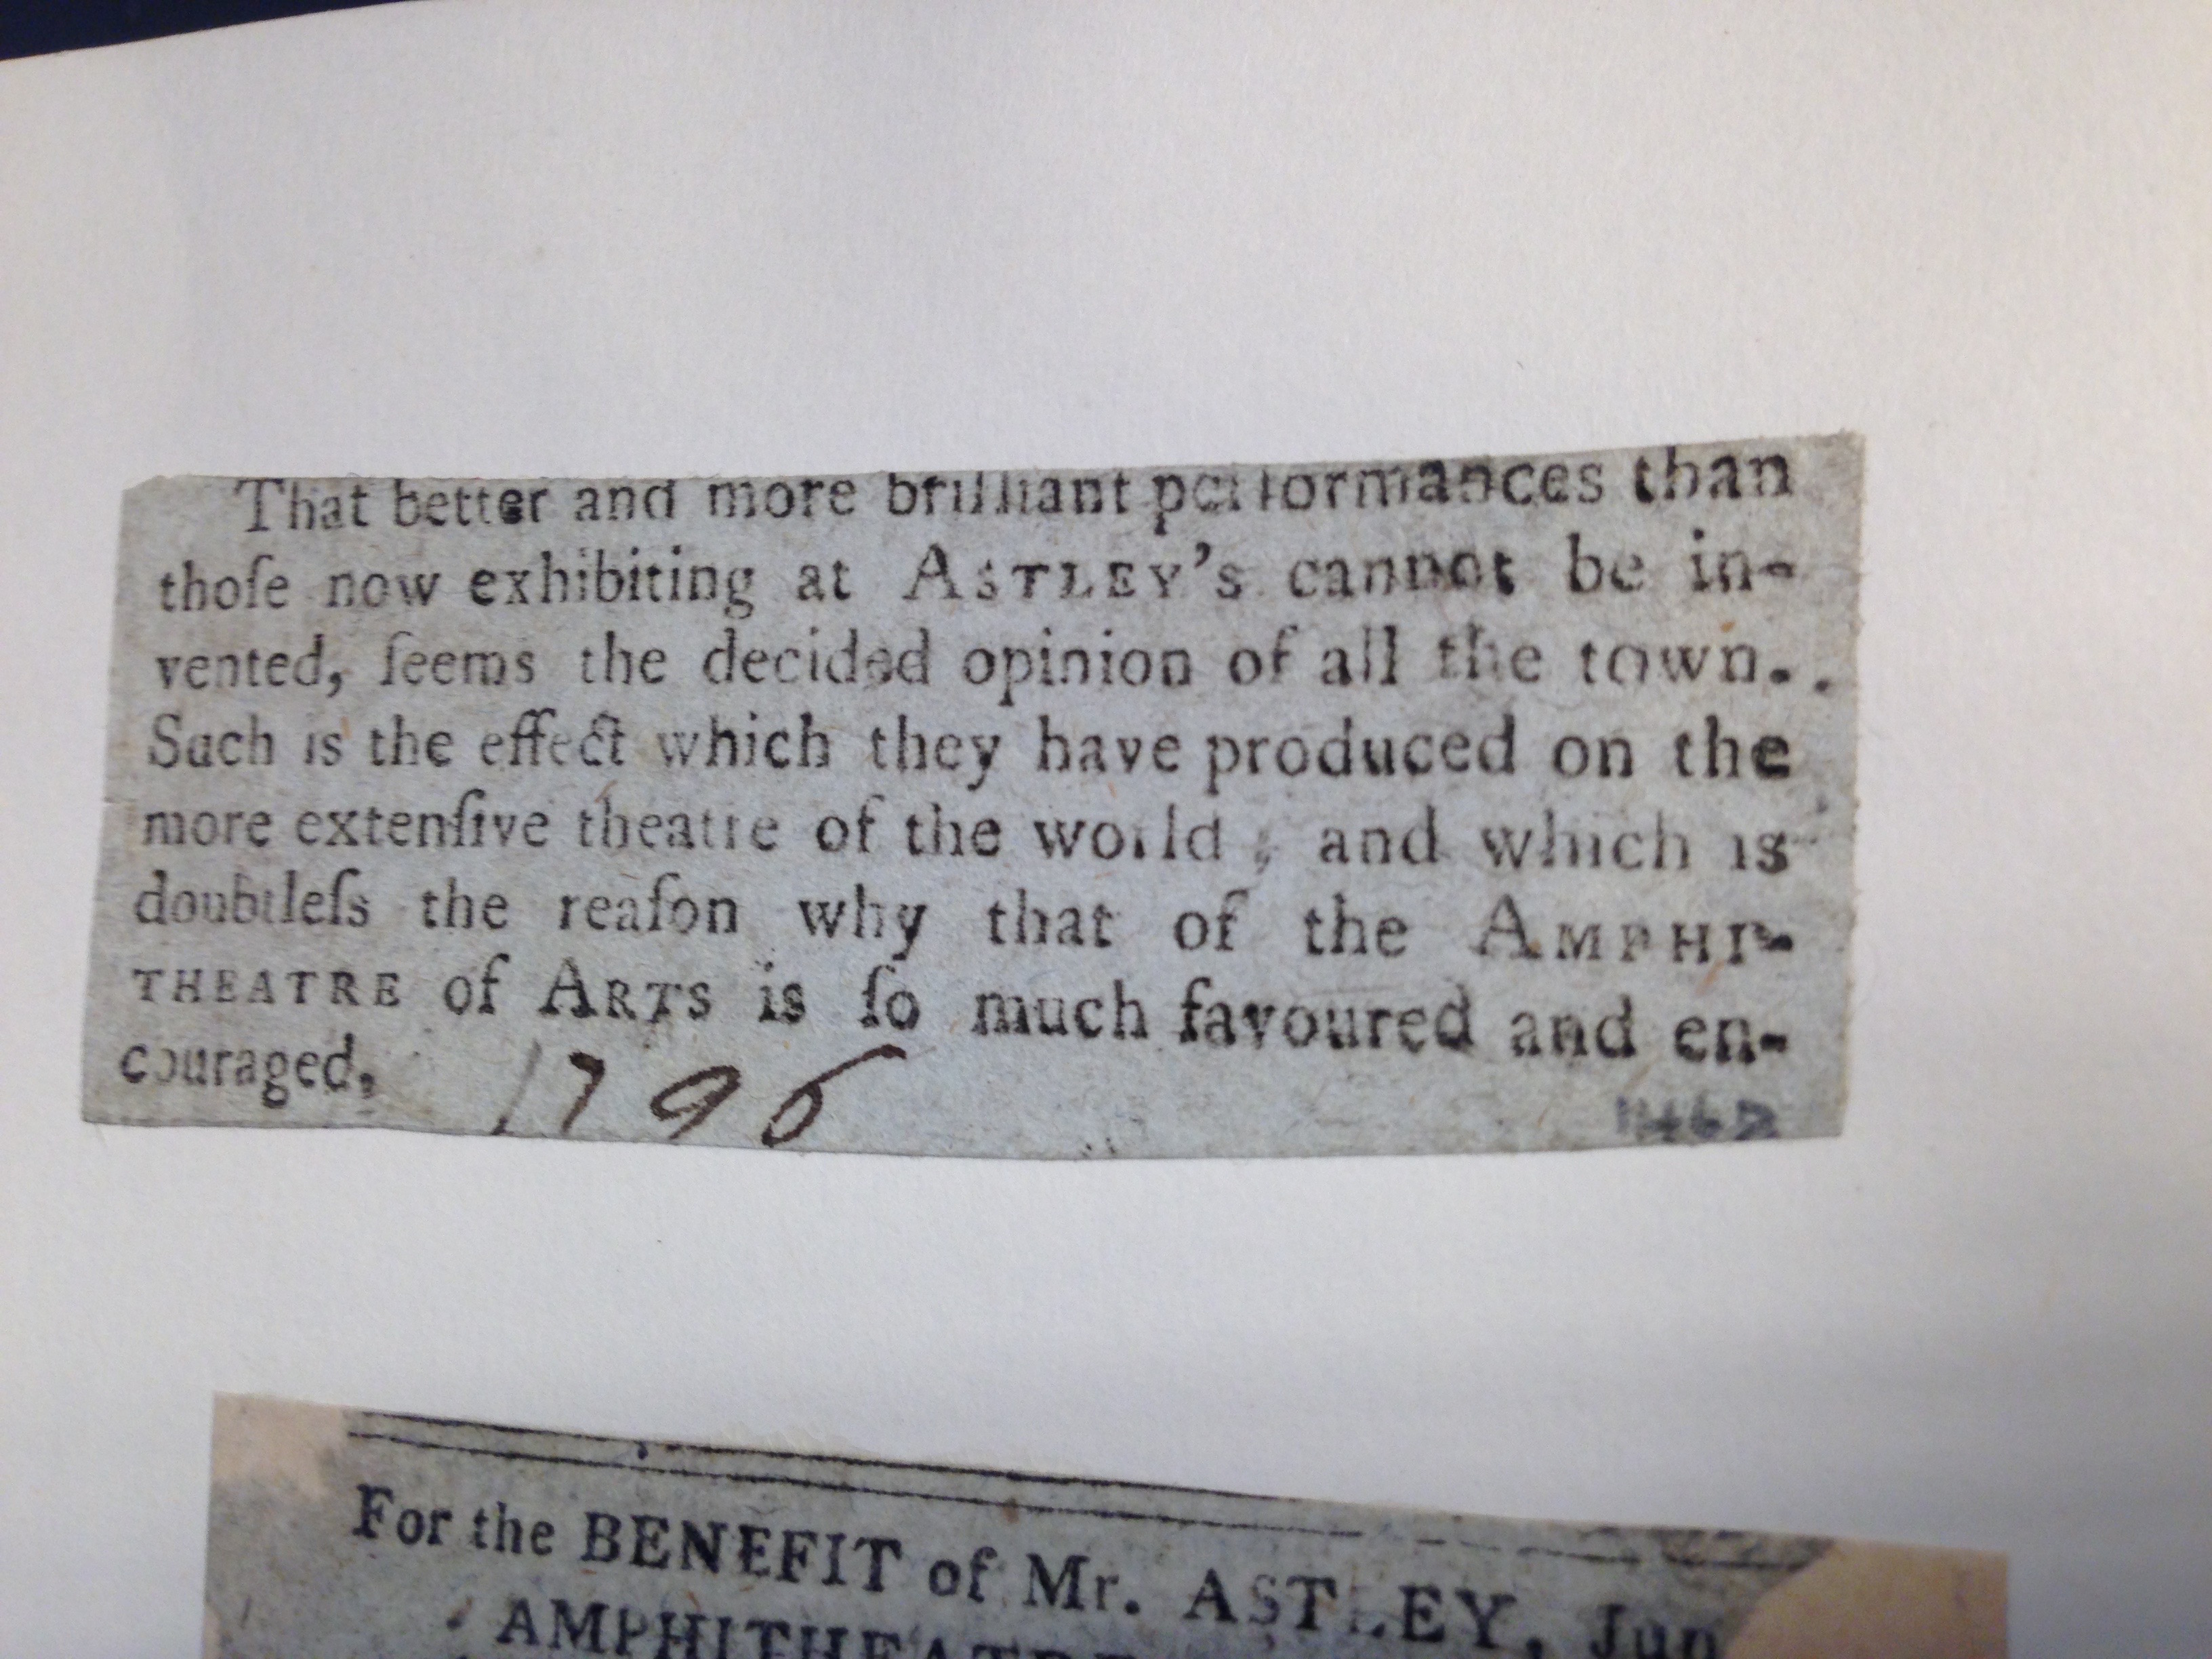 That better and more brilliant performances than
thoſe now exhibiting at ASTLEY's cannot be in-
vented, ſeems the decided opinion of all the town..
Such is the effect which they have produced on the
more extenſive theatre of the world; and which is
doubtleſs the reaſon why that of the AMPHI-
THEATRE of ARTS is ſo much favoured and en-
couraged.
1796
For the BENEFIT of Mr. ASTLEY, Jun
AMPHITHEATRE